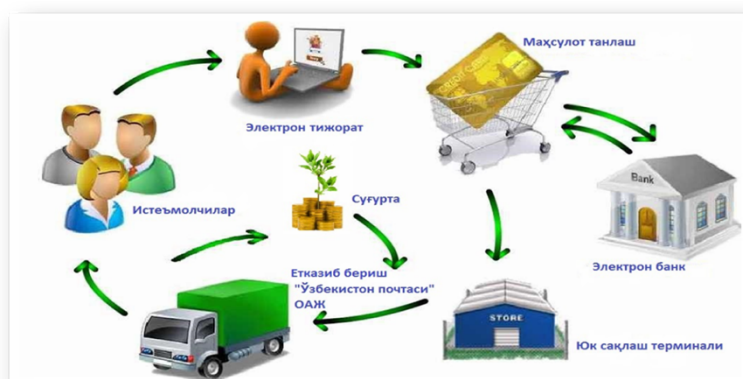 Маҳсулот танлаш
Электрон тижорат
Bank
Суғурта
Истеъмолчилар
Электрон банк
Етказиб бериш
"Ўзбекистон почтаси"
ОАЖ
STORE
Юк сақлаш терминали